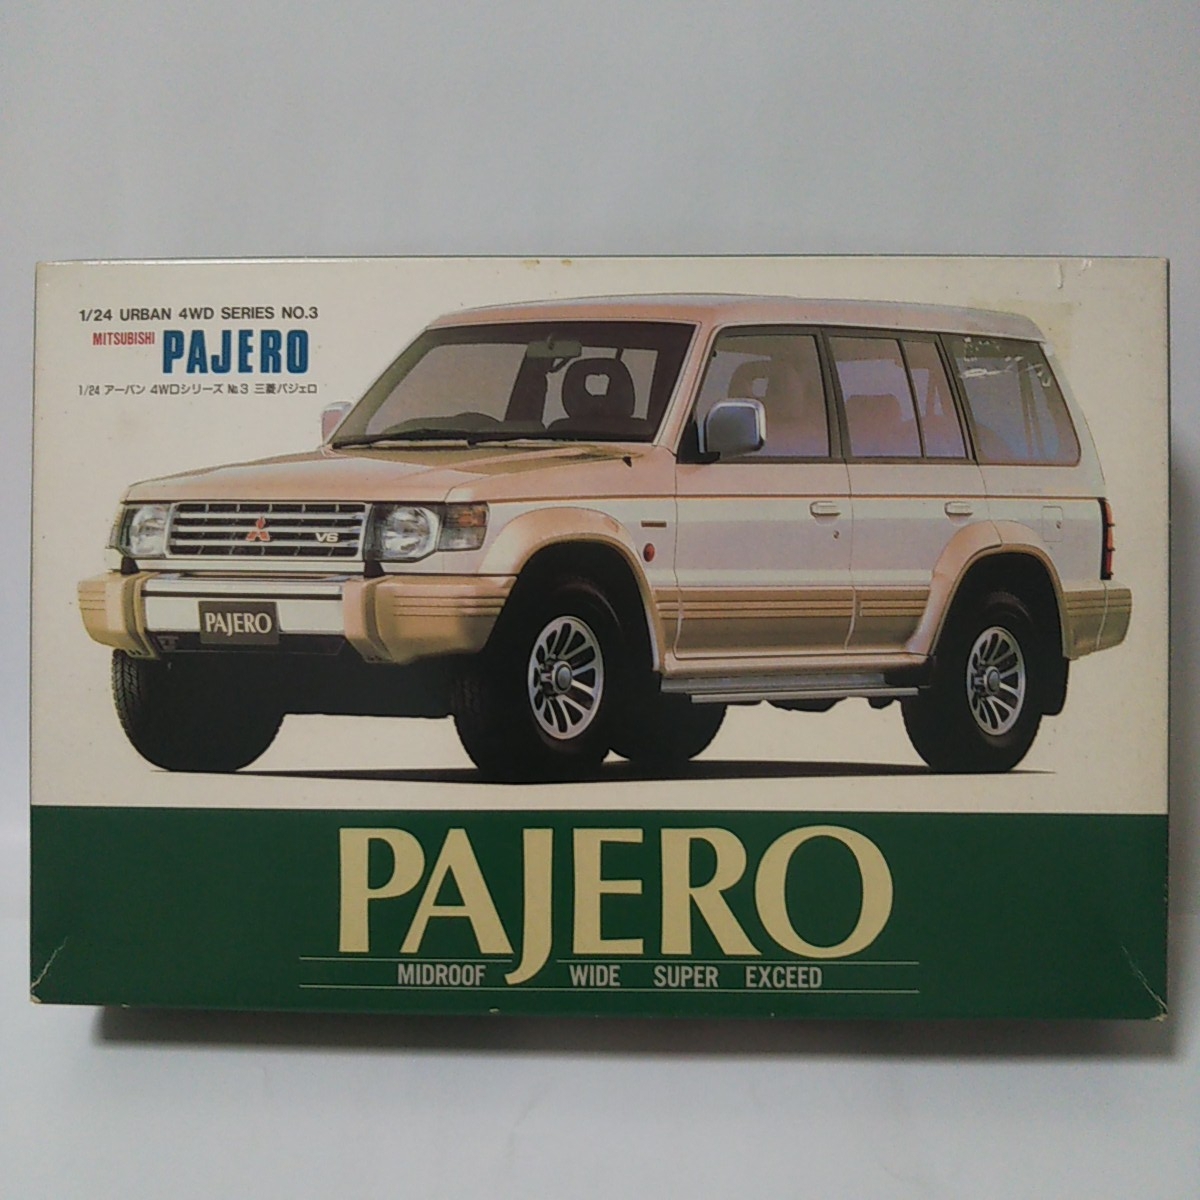 1/24 URBAN 4WD SERIES NO.3
MITSUBISHI PAJERO
1/24 アーバン 4WDシリーズ №3 三菱パジェロ
V6
PAJERO
PAJERO
MIDROOF WIDE SUPER EXCEED